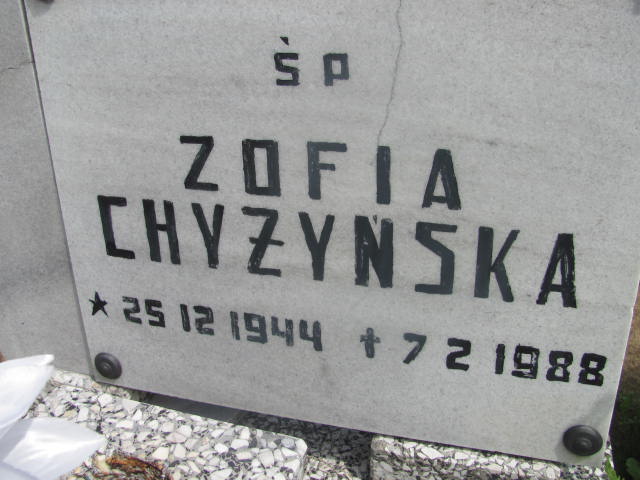 ŚP
ZOFIA
CHYŻYŃSKA
* 25 12 1944 † 7 2 1988